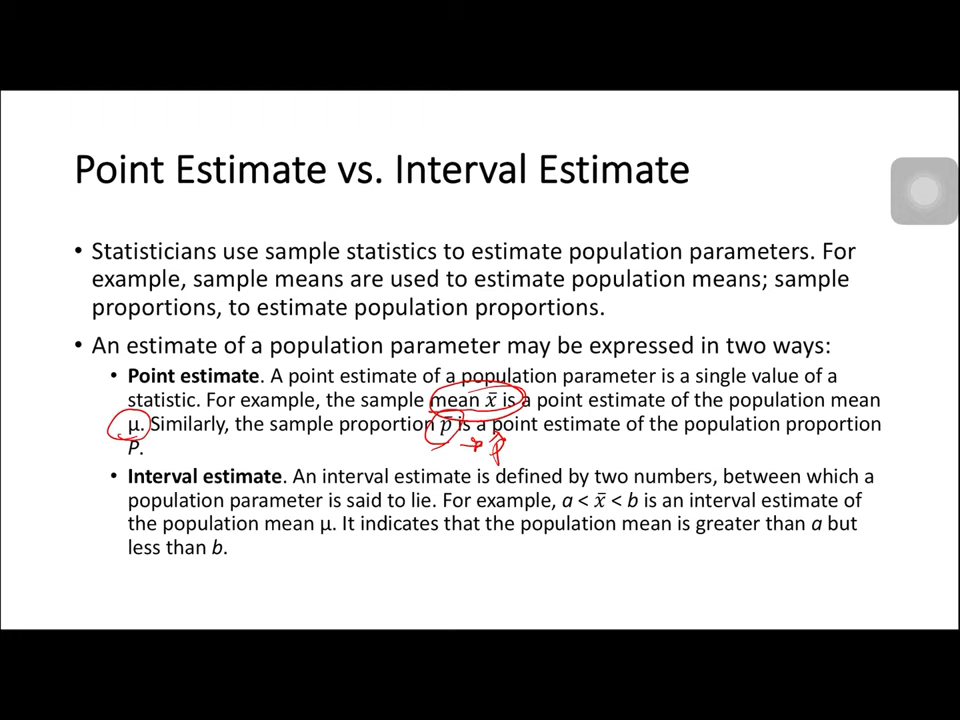 Point Estimate vs. Interval Estimate
• Statisticians use sample statistics to estimate population parameters. For
example, sample means are used to estimate population means; sample
proportions, to estimate population proportions.
• An estimate of a population parameter may be expressed in two ways:
• Point estimate. A point estimate of a population parameter is a single value of a
statistic. For example, the sample mean x̄ is a point estimate of the population mean
μ. Similarly, the sample proportion p̄ is a point estimate of the population proportion
P.
→ p̂
• Interval estimate. An interval estimate is defined by two numbers, between which a
population parameter is said to lie. For example, a < x̄ < b is an interval estimate of
the population mean μ. It indicates that the population mean is greater than a but
less than b.